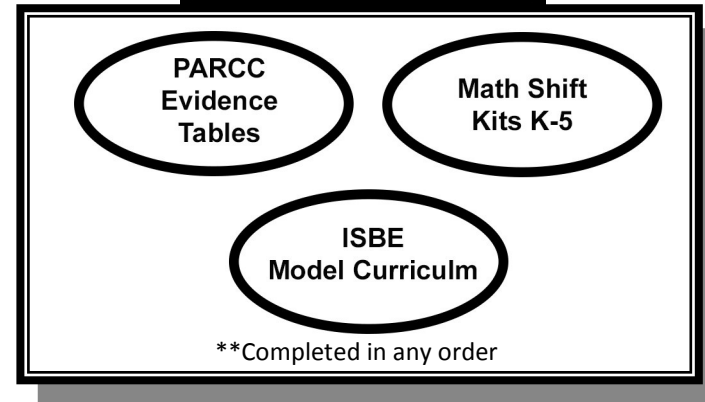 PARCC
Evidence
Tables
Math Shift
Kits K-5
ISBE
Model Curriculm
**Completed in any order